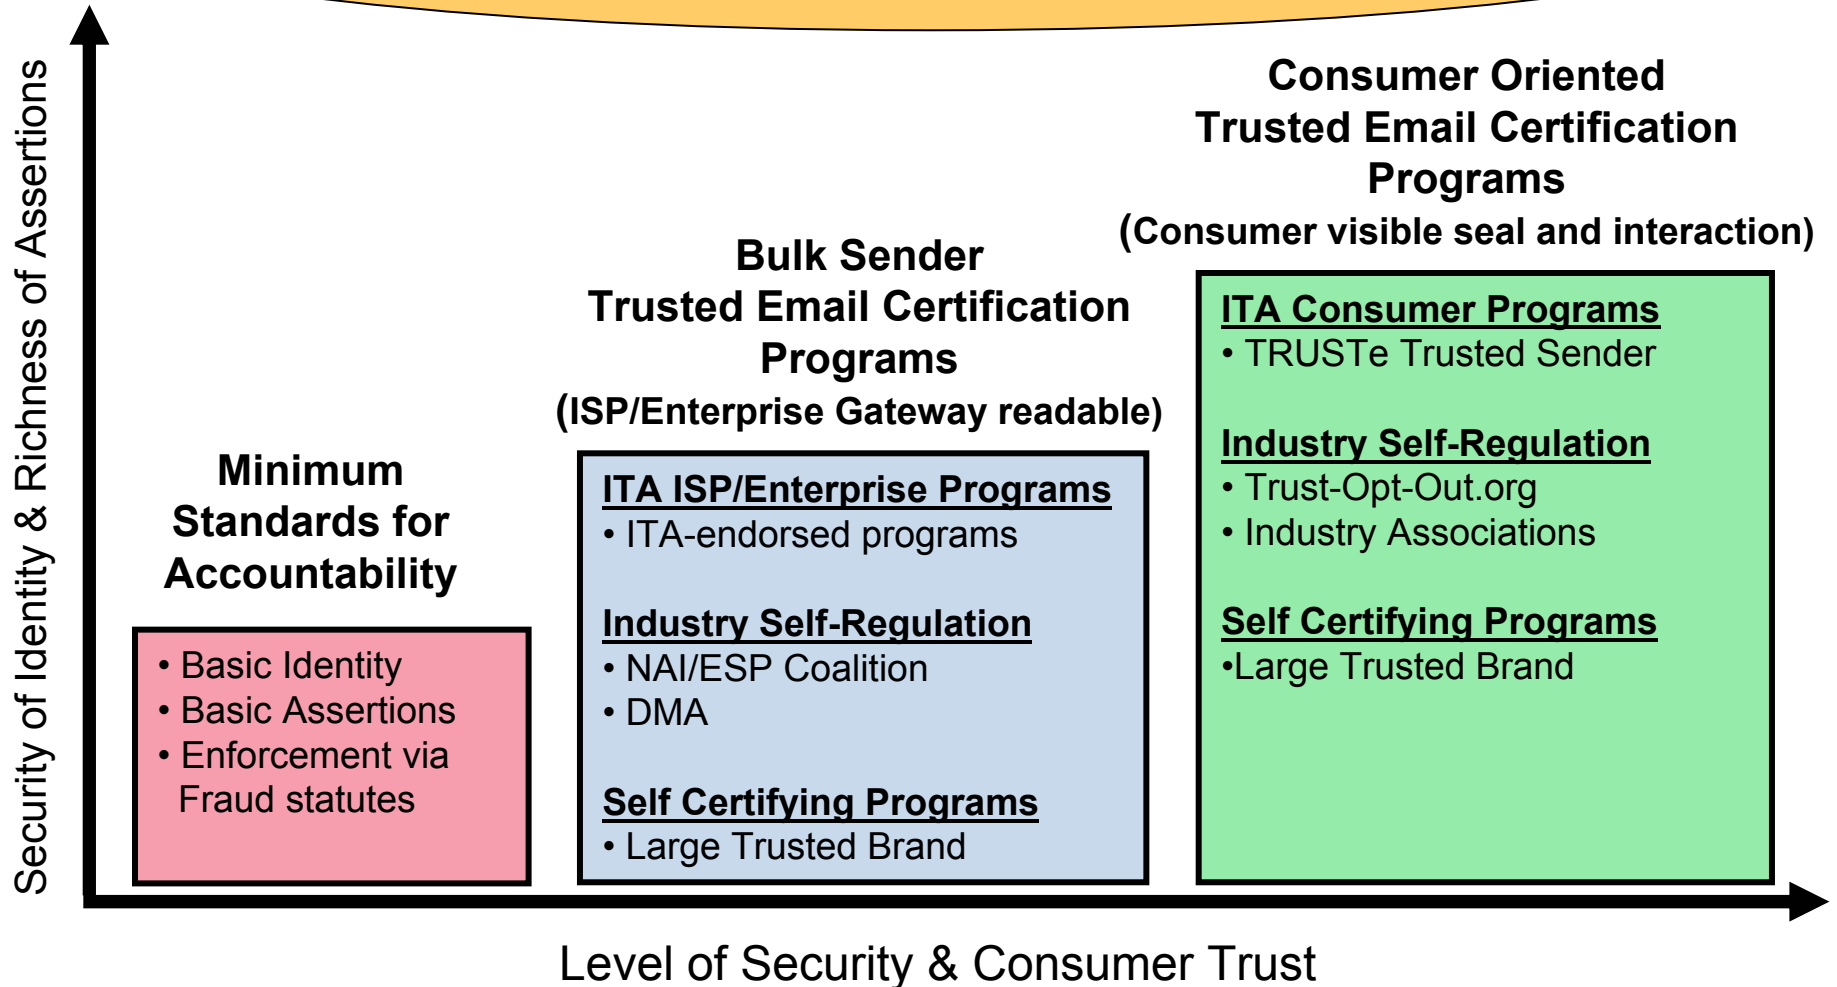 Security of Identity & Richness of Assertions
Minimum
Standards for
Accountability
• Basic Identity
• Basic Assertions
• Enforcement via
Fraud statutes
Bulk Sender
Trusted Email Certification
Programs
(ISP/Enterprise Gateway readable)
ITA ISP/Enterprise Programs
• ITA-endorsed programs
Industry Self-Regulation
• NAI/ESP Coalition
• DMA
Self Certifying Programs
• Large Trusted Brand
Consumer Oriented
Trusted Email Certification
Programs
(Consumer visible seal and interaction)
ITA Consumer Programs
• TRUSTe Trusted Sender
Industry Self-Regulation
• Trust-Opt-Out.org
• Industry Associations
Self Certifying Programs
•Large Trusted Brand
Level of Security & Consumer Trust